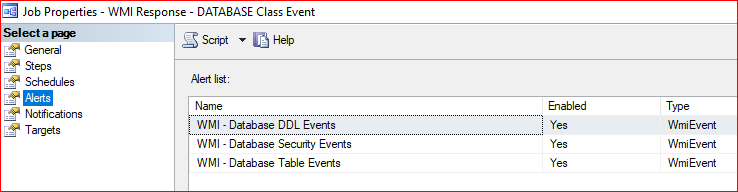 Job Properties - WMI Response - DATABASE Class Event
Select a page
General
Steps
Schedules
Alerts
Notifications
Targets
Script Help
Alert list:
Name Enabled Type
WMI - Database DDL Events Yes WmiEvent
WMI - Database Security Events Yes WmiEvent
WMI - Database Table Events Yes WmiEvent